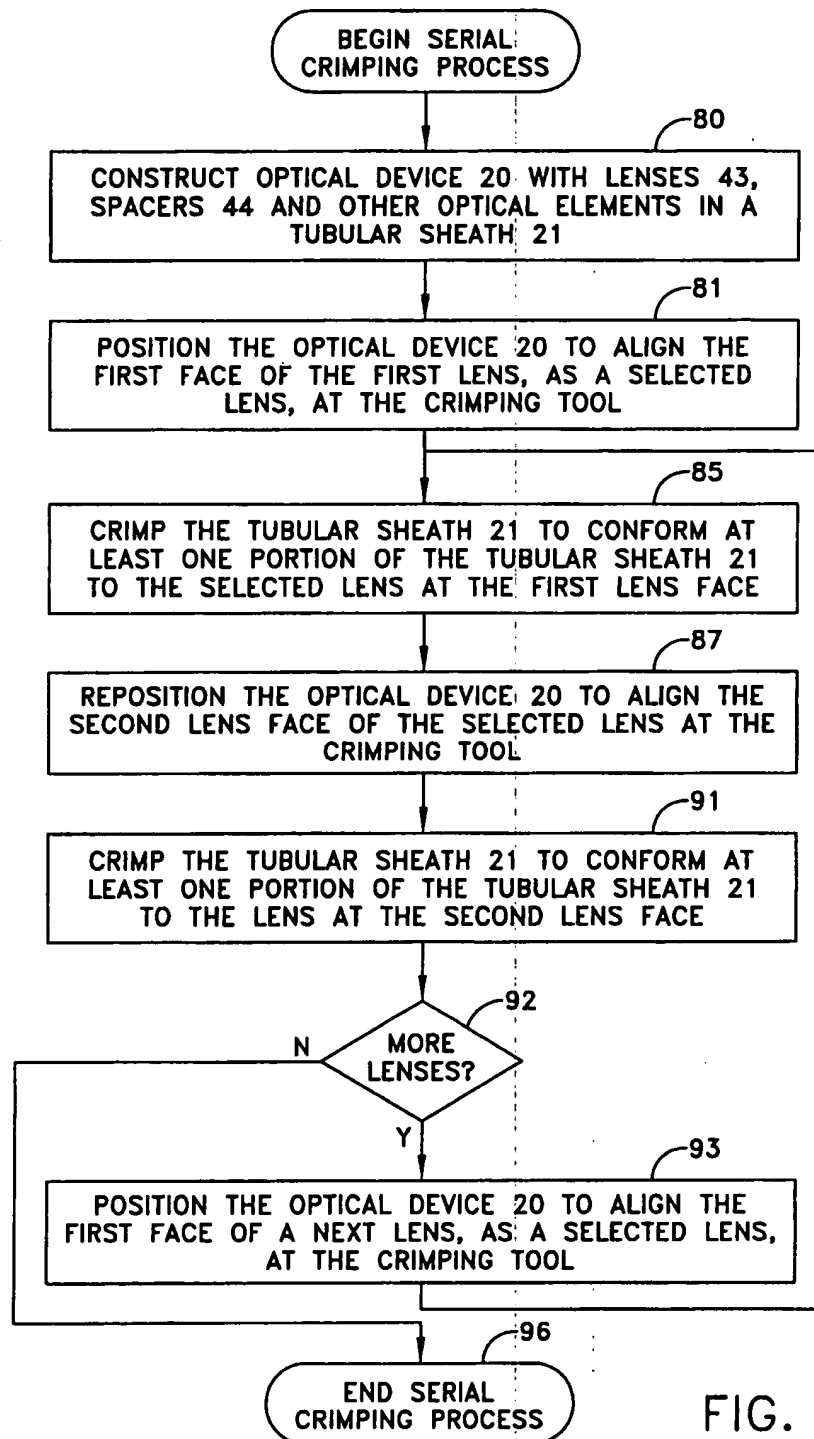 BEGIN SERIAL
CRIMPING PROCESS
80
CONSTRUCT OPTICAL DEVICE 20 WITH LENSES 43,
SPACERS 44 AND OTHER OPTICAL ELEMENTS IN A
TUBULAR SHEATH 21
81
POSITION THE OPTICAL DEVICE 20 TO ALIGN THE
FIRST FACE OF THE FIRST LENS, AS A SELECTED
LENS, AT THE CRIMPING TOOL
85
CRIMP THE TUBULAR SHEATH 21 TO CONFORM AT
LEAST ONE PORTION OF THE TUBULAR SHEATH 21
TO THE SELECTED LENS AT THE FIRST LENS FACE
87
REPOSITION THE OPTICAL DEVICE 20 TO ALIGN THE
SECOND LENS FACE OF THE SELECTED LENS AT THE
CRIMPING TOOL
91
CRIMP THE TUBULAR SHEATH 21 TO CONFORM AT
LEAST ONE PORTION OF THE TUBULAR SHEATH 21
TO THE LENS AT THE SECOND LENS FACE
92
N
MORE
LENSES?
Y
93
POSITION THE OPTICAL DEVICE 20 TO ALIGN THE
FIRST FACE OF A NEXT LENS, AS A SELECTED LENS,
AT THE CRIMPING TOOL
96
END SERIAL
CRIMPING PROCESS
FIG.